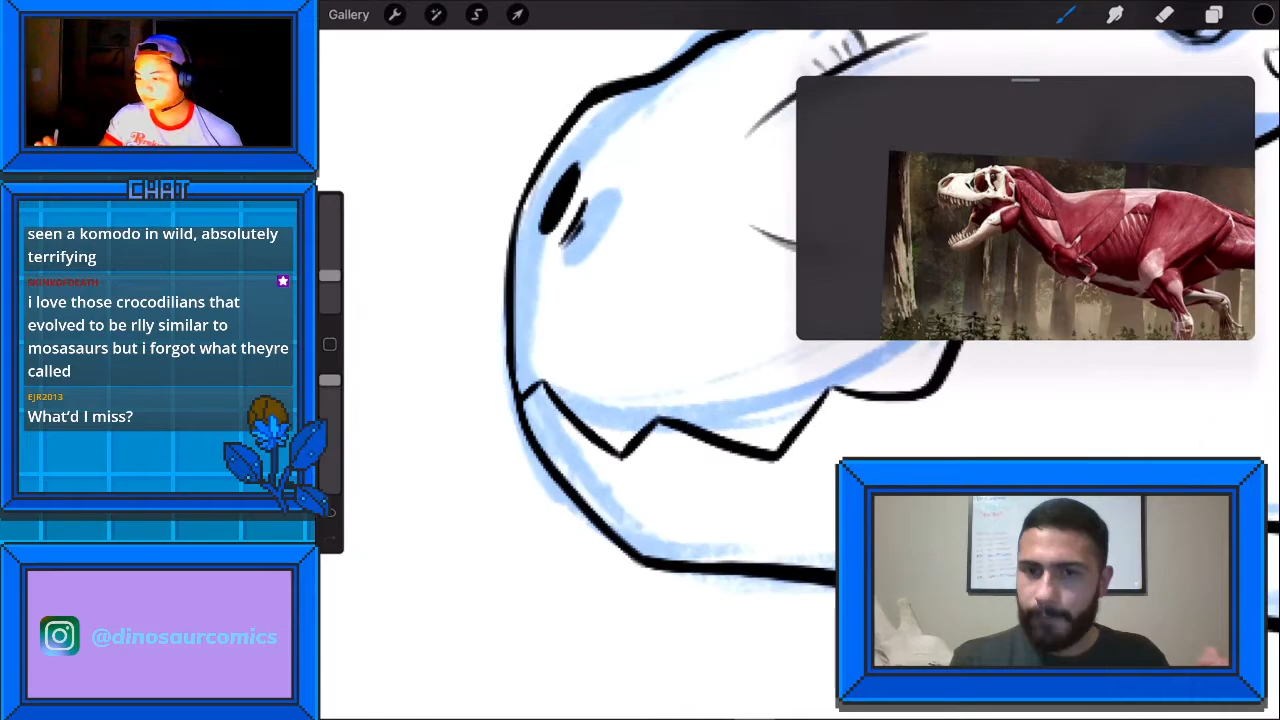 Gallery
CHAT
seen a komodo in wild, absolutely
terrifying
i love those crocodilians that
evolved to be rlly similar to
mosasaurs but i forgot what theyre
called
EJR2013
What'd I miss?
@dinosaurcomics